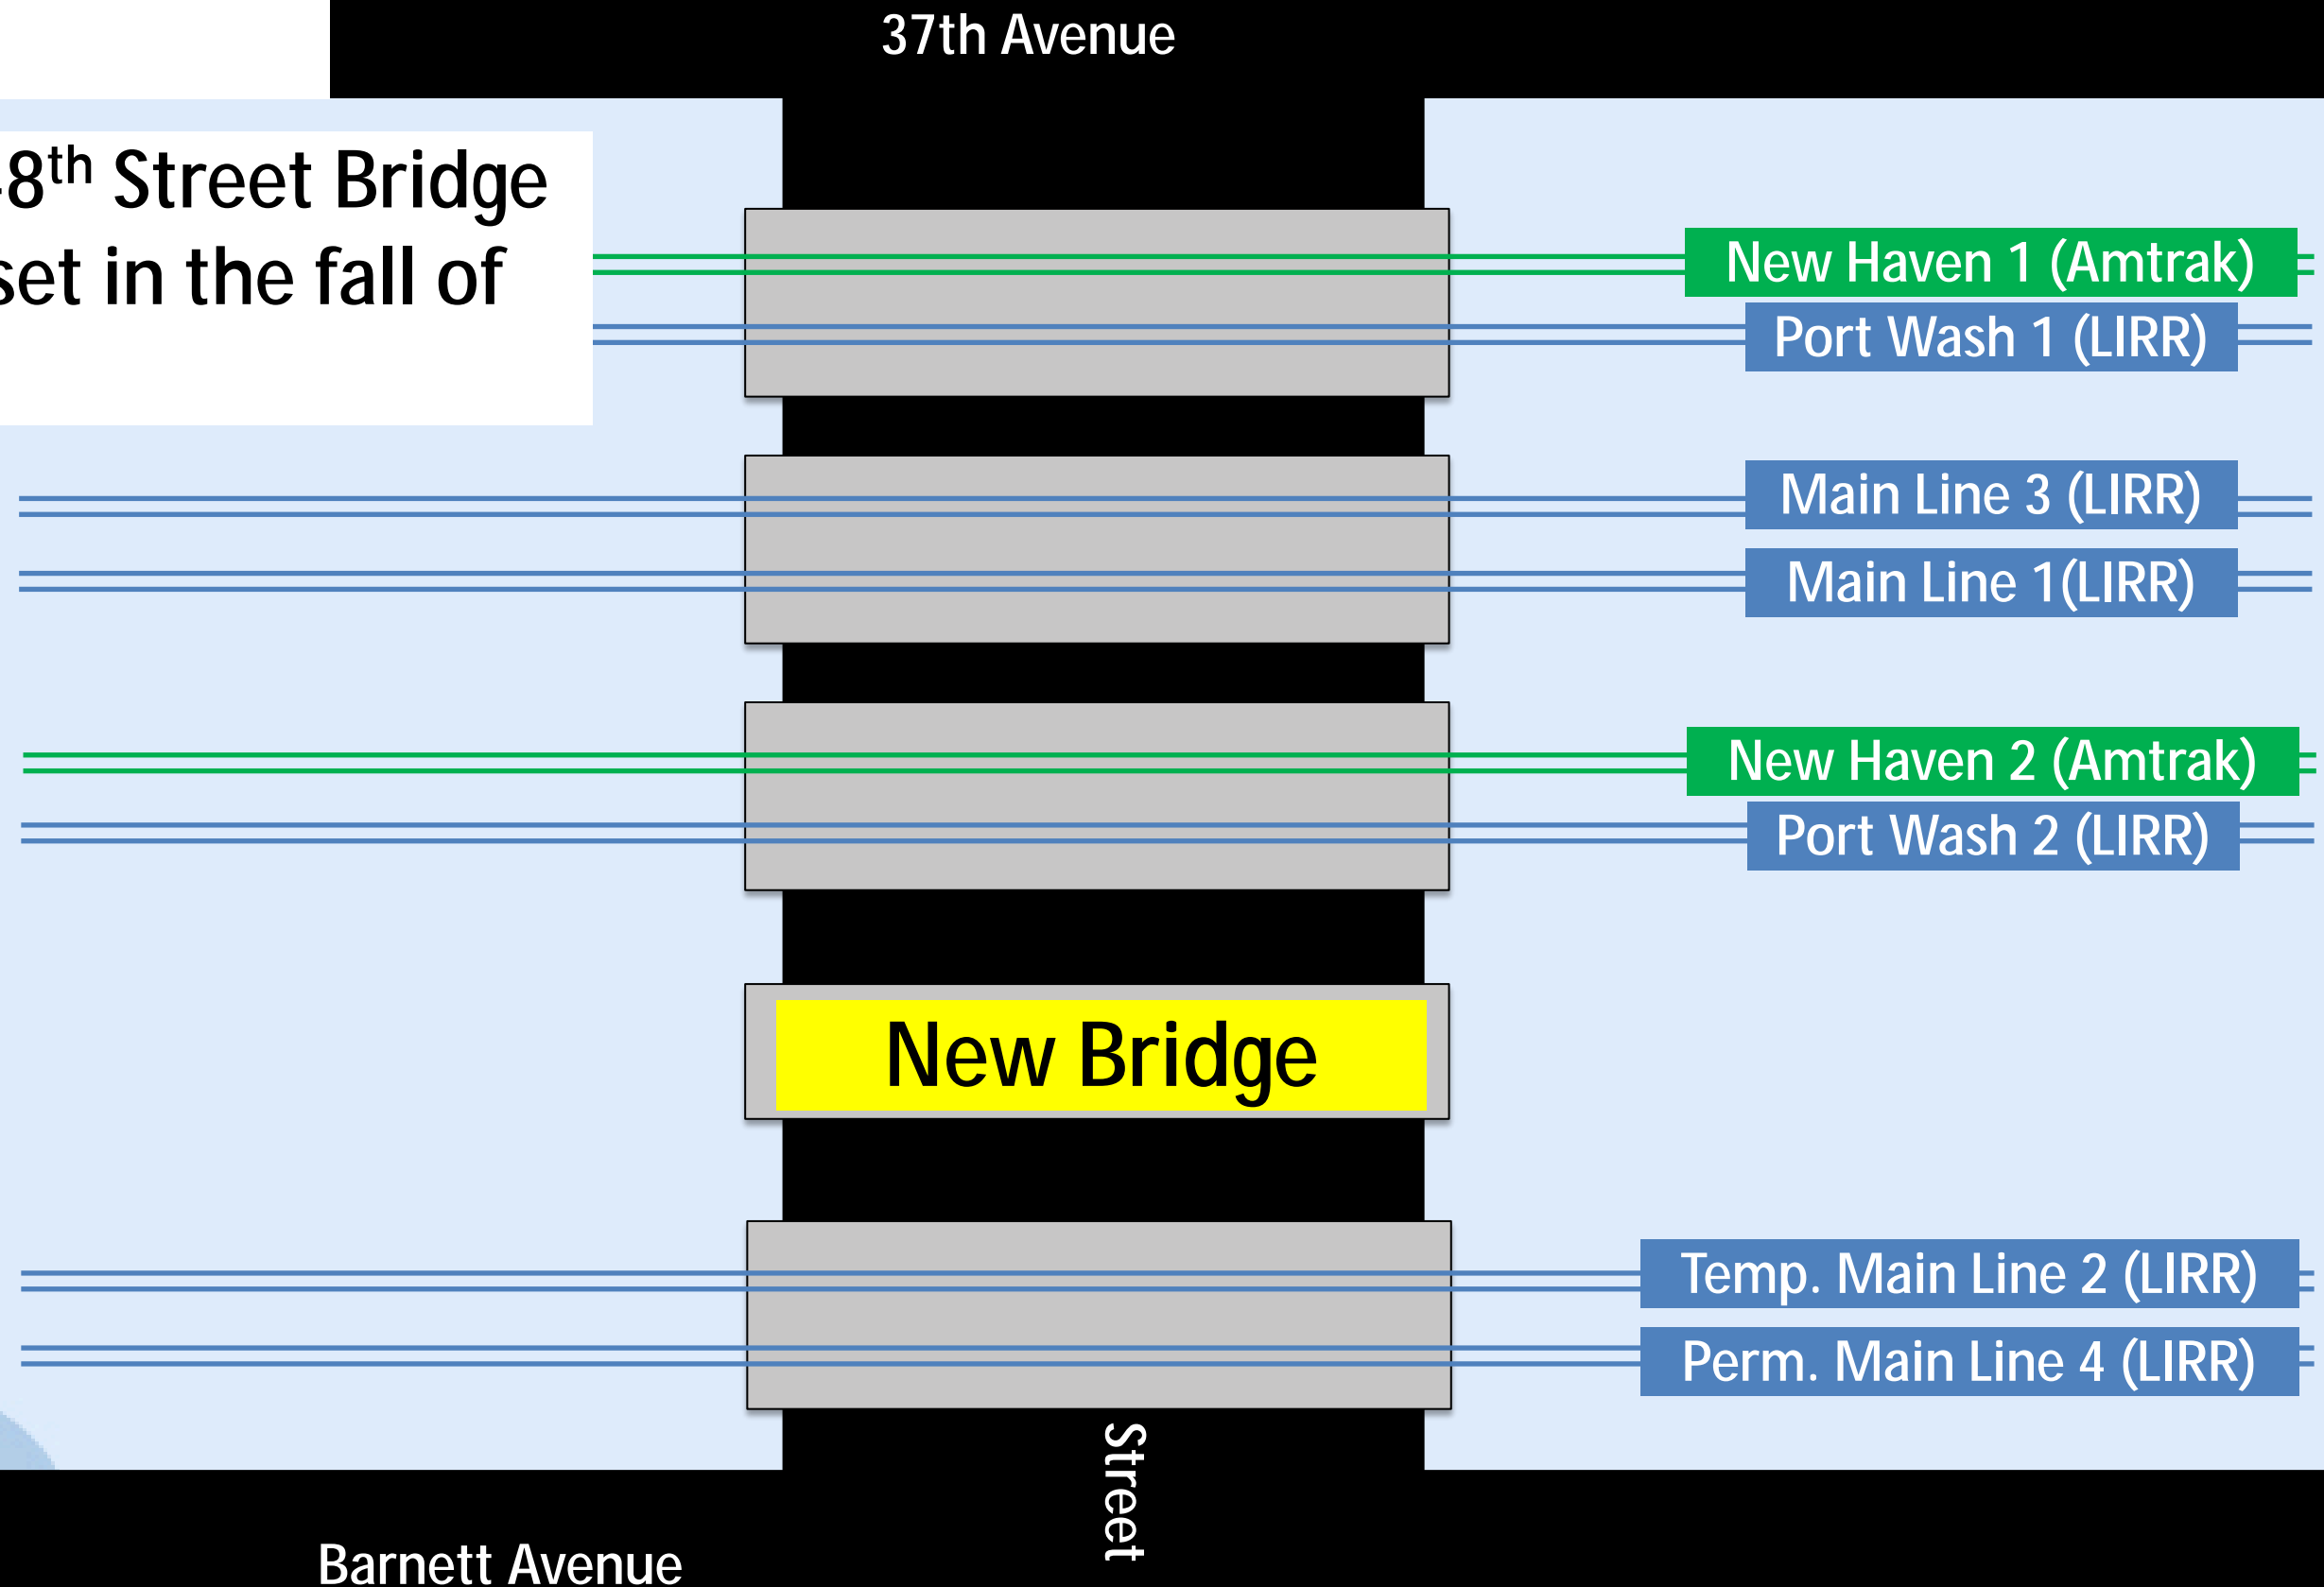 37th Avenue
8th Street Bridge
set in the fall of
New Haven 1 (Amtrak)
Port Wash 1 (LIRR)
Main Line 3 (LIRR)
Main Line 1(LIRR)
New Haven 2 (Amtrak)
Port Wash 2 (LIRR)
New Bridge
Temp. Main Line 2 (LIRR)
Perm. Main Line 4 (LIRR)
Street
Barnett Avenue